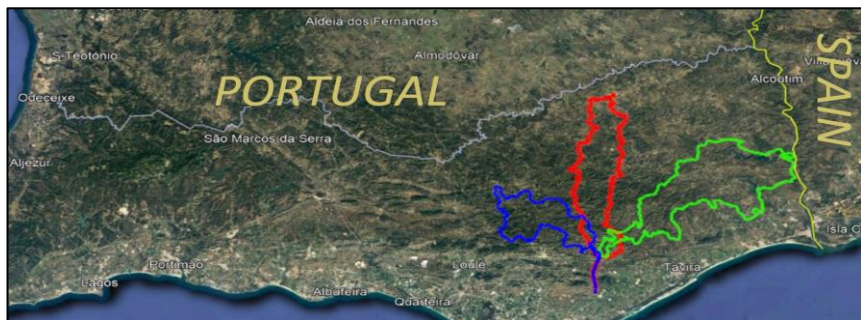 Aldeia dos Fernandes
S. Teotónio
Almodôvar
SPAIN
PORTUGAL
Alcoutim
Odeceixe
São Marcos da Serra
Aljezur
Isla C
Portimão
Loulé
Tavira
Lagos
Albufeira
Quarteira